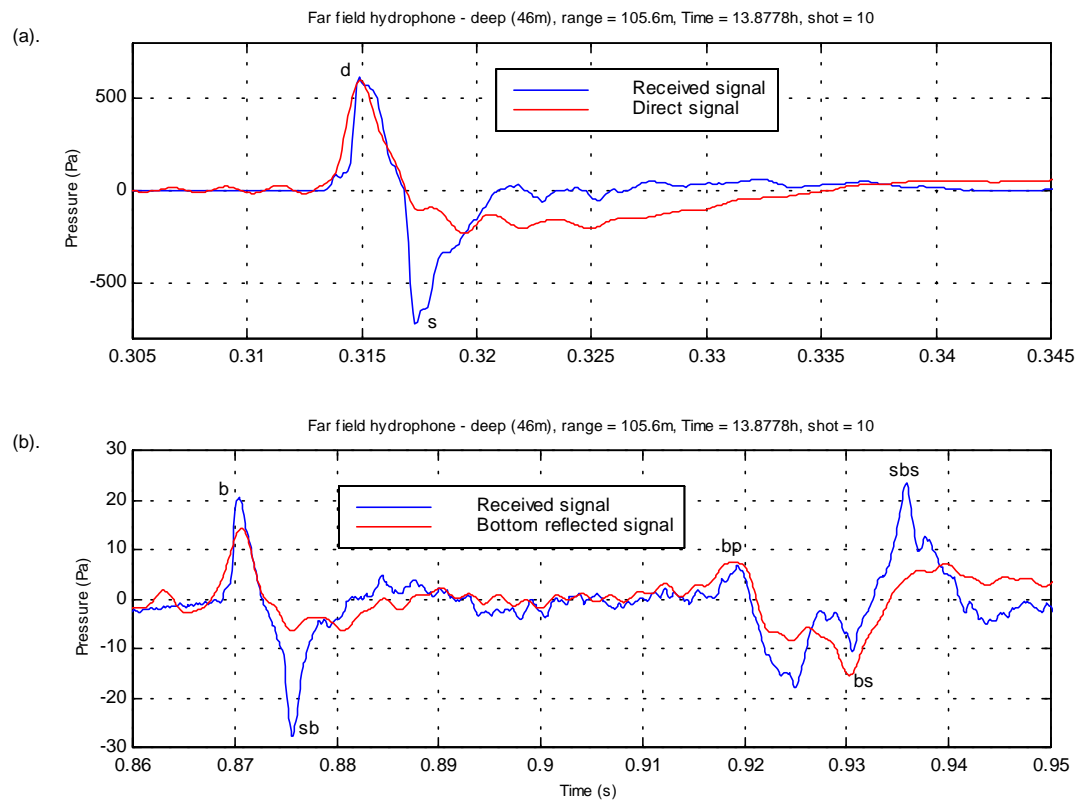 Far field hydrophone - deep (46m), range = 105.6m, Time = 13.8778h, shot = 10
(a).
d
Received signal
Direct signal
500
0
-500
Pressure (Pa)
s
0.305 0.31 0.315 0.32 0.325 0.33 0.335 0.34 0.345
Far field hydrophone - deep (46m), range = 105.6m, Time = 13.8778h, shot = 10
(b).
30
20
10
0
-10
-20
-30
Pressure (Pa)
b
Received signal
Bottom reflected signal
sbs
bp
bs
sb
0.86 0.87 0.88 0.89 0.9 0.91 0.92 0.93 0.94 0.95
Time (s)